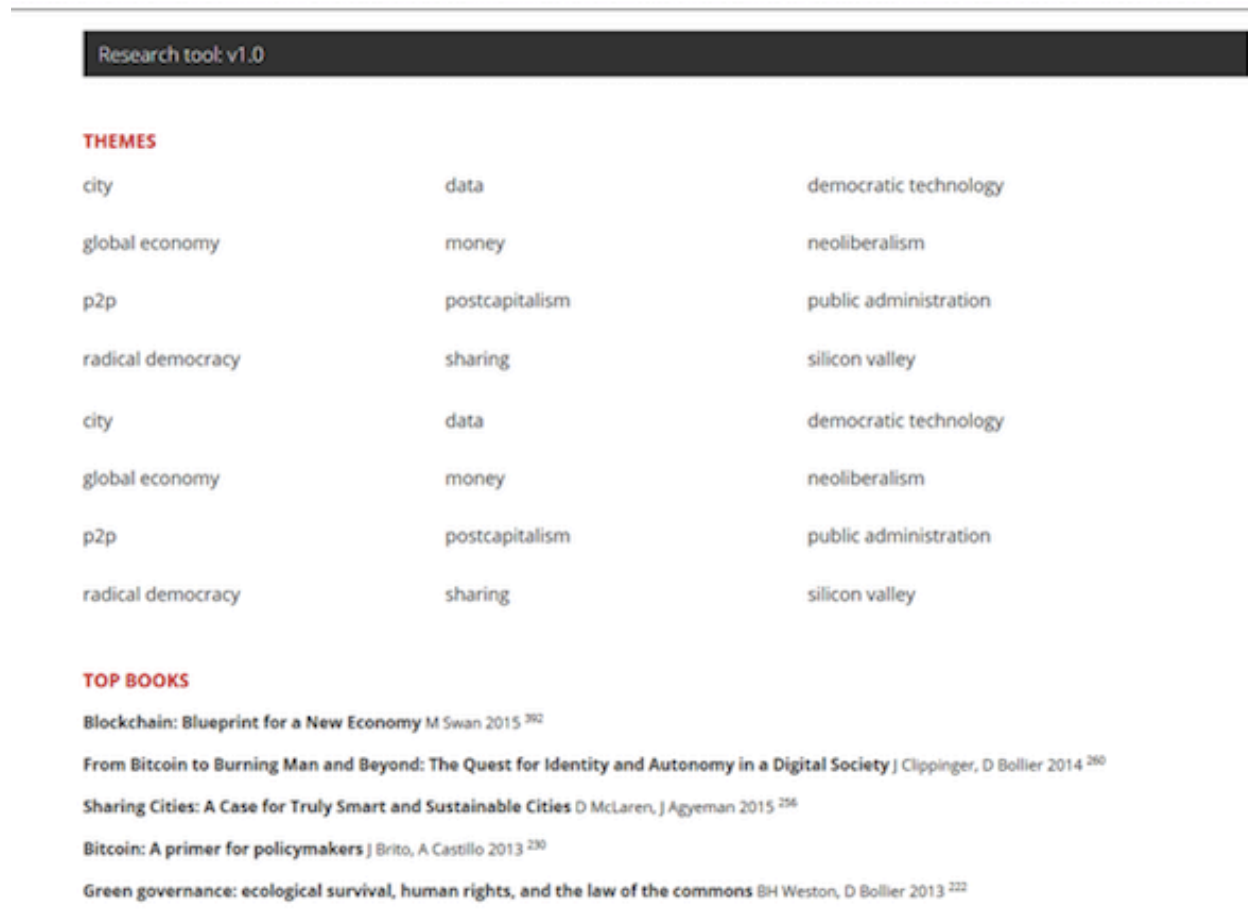 Research tool: v1.0
THEMES
city data democratic technology
global economy money neoliberalism
p2p postcapitalism public administration
radical democracy sharing silicon valley
city data democratic technology
global economy money neoliberalism
p2p postcapitalism public administration
radical democracy sharing silicon valley
TOP BOOKS
Blockchain: Blueprint for a New Economy M Swan 2015 392
From Bitcoin to Burning Man and Beyond: The Quest for Identity and Autonomy in a Digital Society J Clippinger, D Bollier 2014 260
Sharing Cities: A Case for Truly Smart and Sustainable Cities D McLaren, J Agyeman 2015 256
Bitcoin: A primer for policymakers J Brito, A Castillo 2013 230
Green governance: ecological survival, human rights, and the law of the commons BH Weston, D Bollier 2013 222